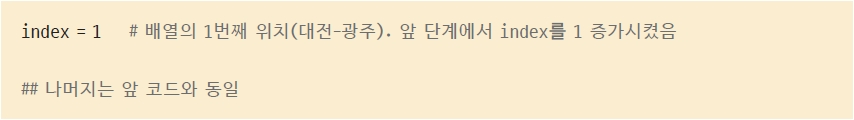 index = 1 # 배열의 1번째 위치(대전-광주). 앞 단계에서 index를 1 증가시켰음
## 나머지는 앞 코드와 동일